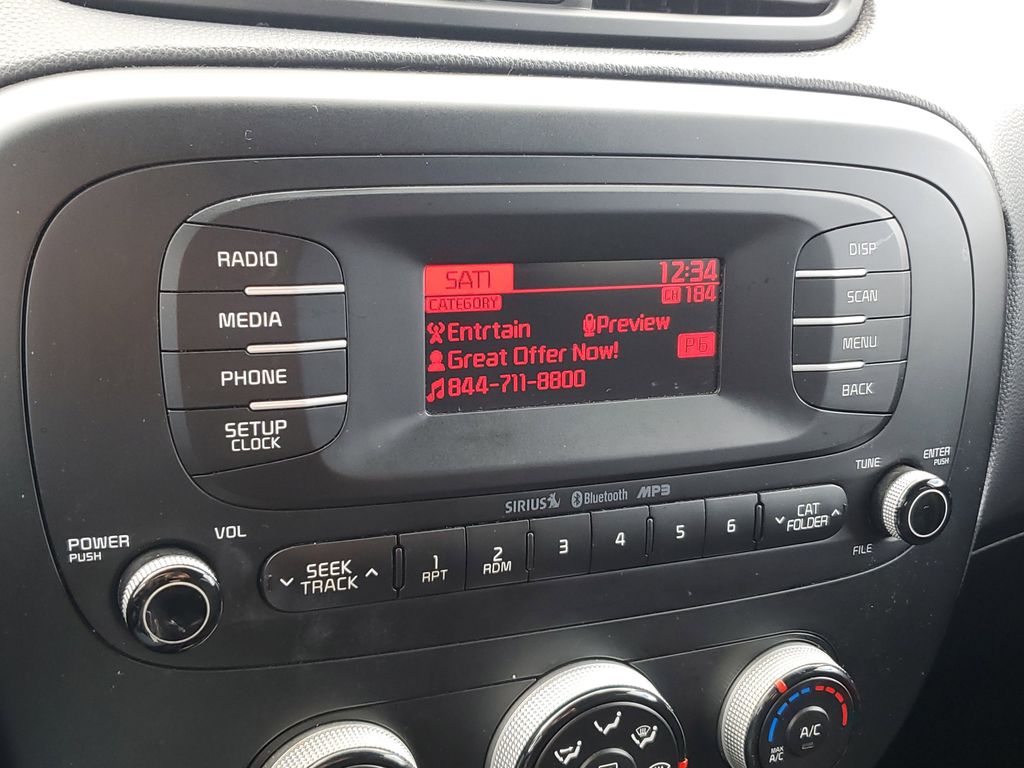 RADIO
MEDIA
PHONE
SETUP
CLOCK
SAT1 12:34
CATEGORY CH 184
Entrtain Preview
Great Offer Now! P6
844-711-8800
DISP
SCAN
MENU
BACK
SIRIUS Bluetooth MP3
POWER
PUSH
VOL
SEEK
TRACK
1
RPT
2
RDM
3
4
5
6
CAT
FOLDER
TUNE
ENTER
PUSH
FILE
A/C
MAX
A/C